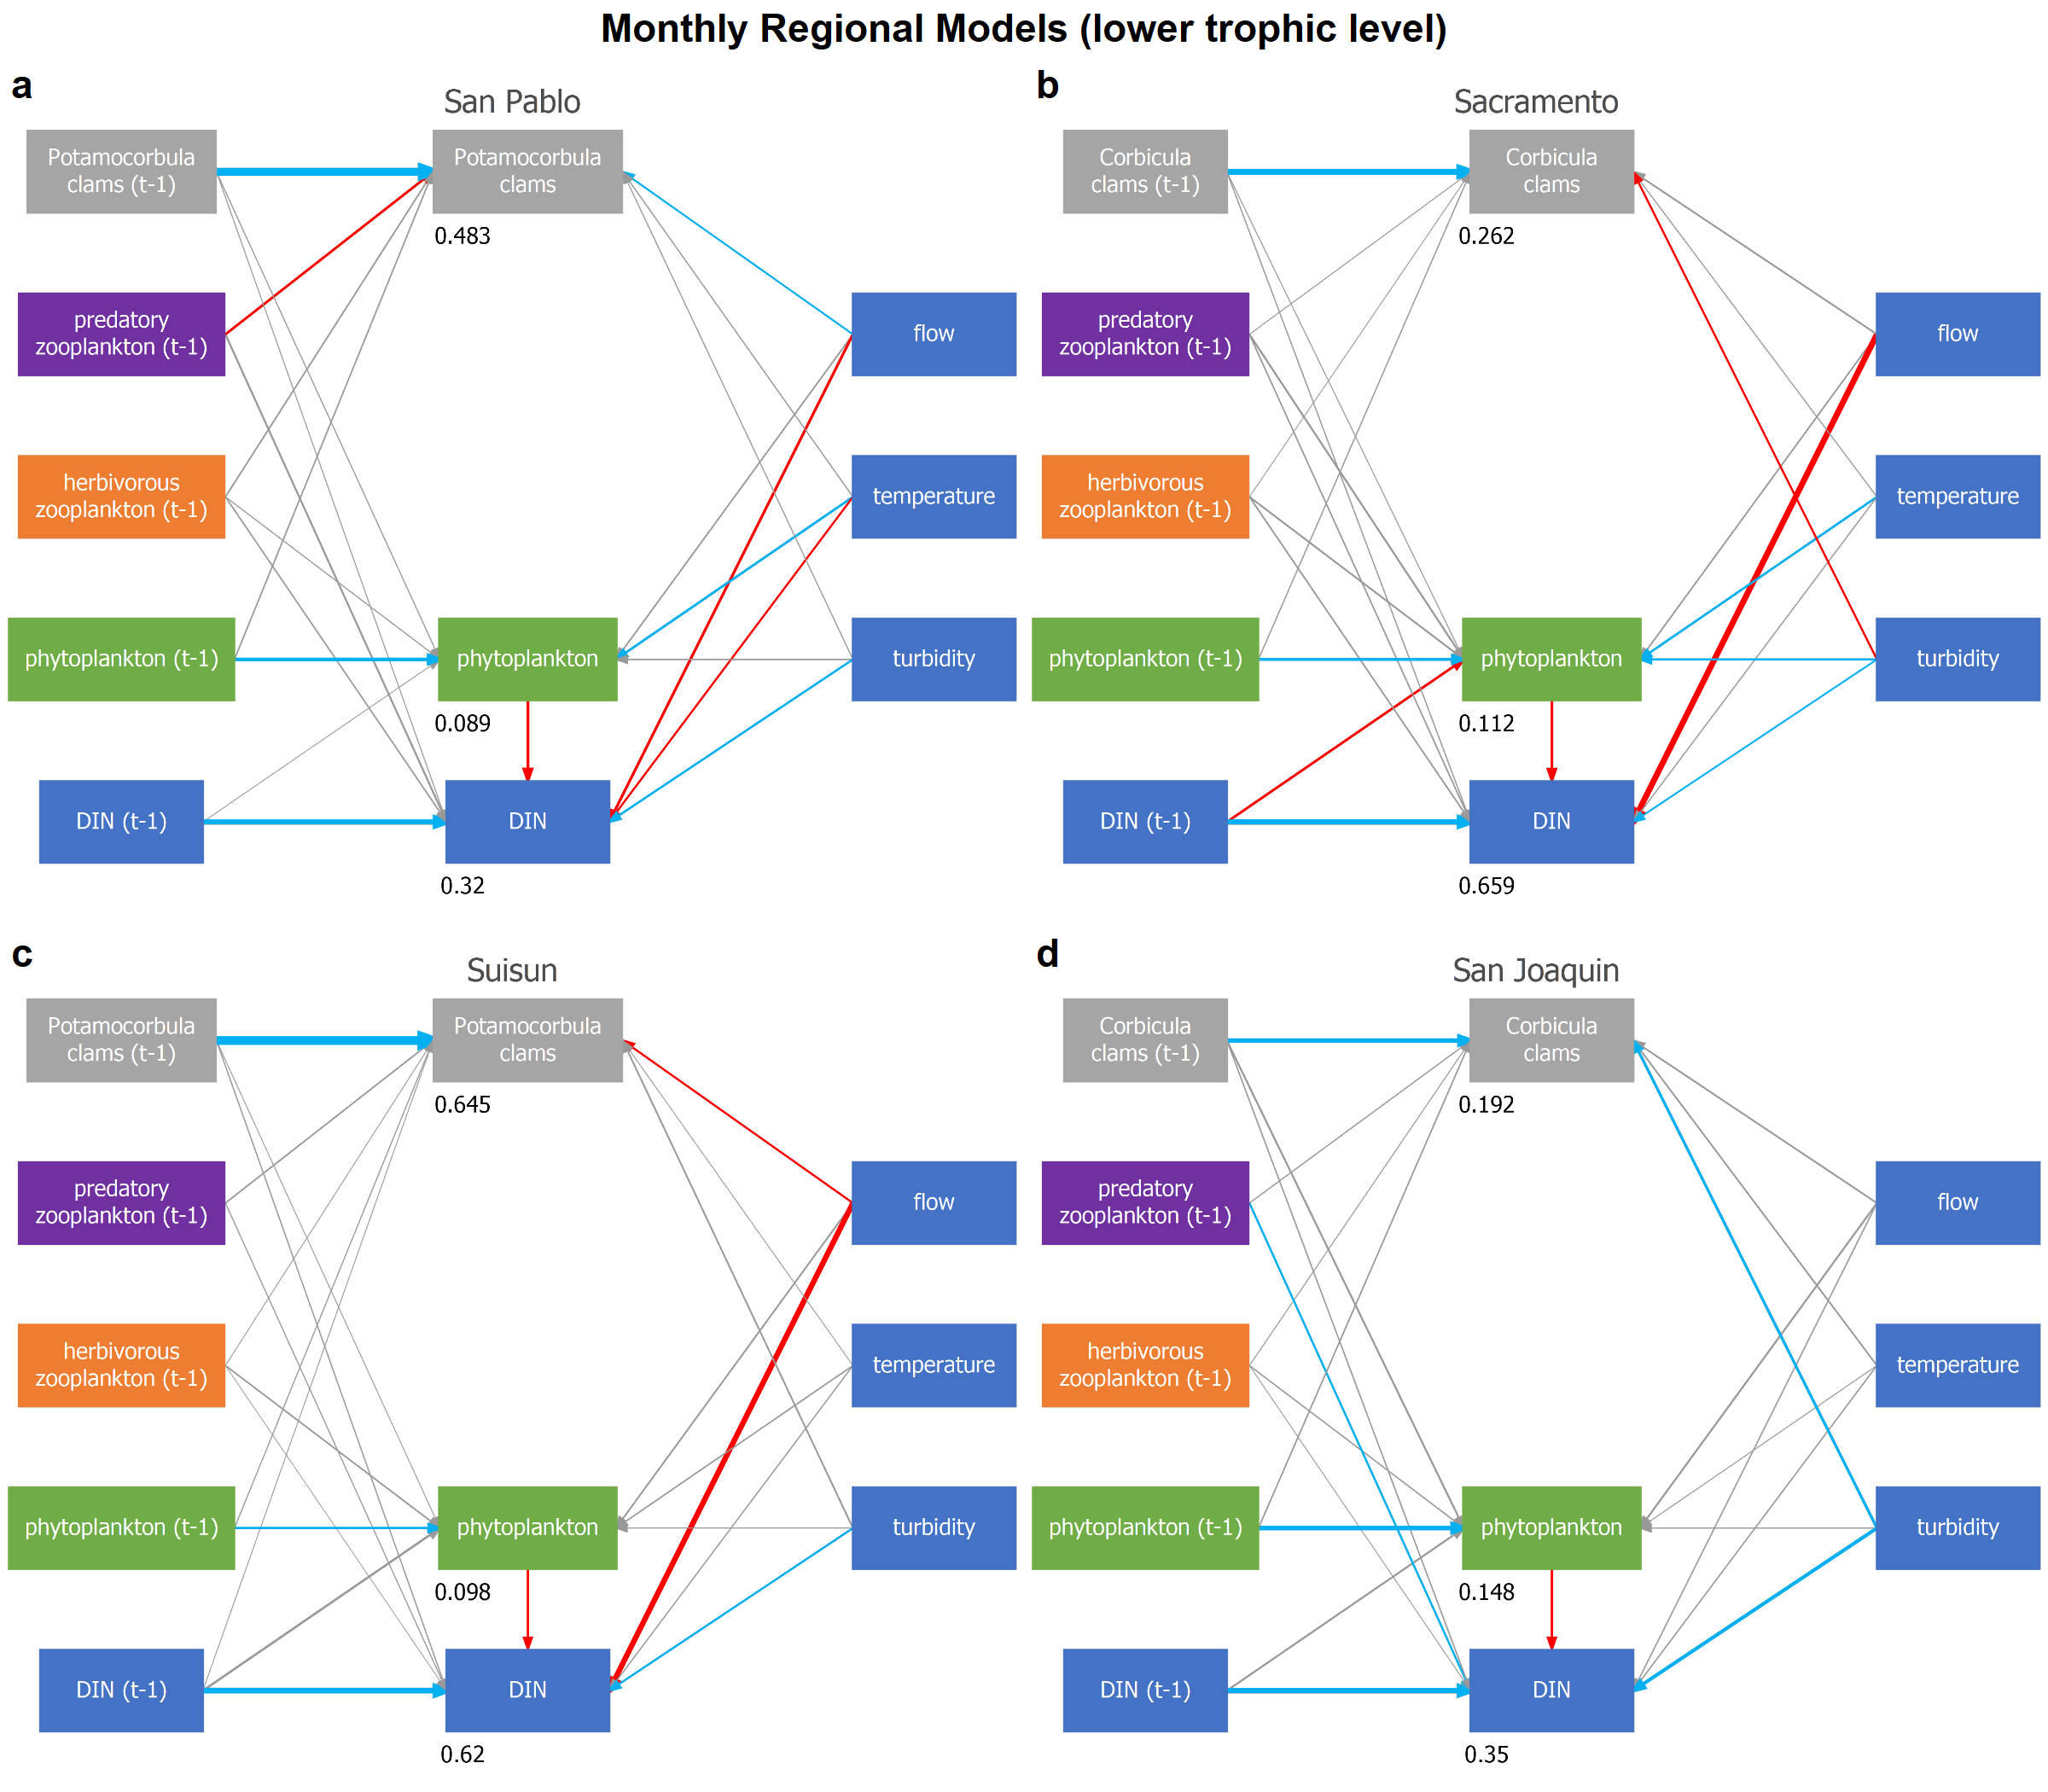 Monthly Regional Models (lower trophic level)
a
San Pablo
Potamocorbula
clams (t-1)
Potamocorbula
clams
0.483
predatory
zooplankton (t-1)
flow
herbivorous
zooplankton (t-1)
temperature
phytoplankton (t-1)
phytoplankton
turbidity
0.089
DIN (t-1)
DIN
0.32
b
Sacramento
Corbicula
clams (t-1)
Corbicula
clams
0.262
predatory
zooplankton (t-1)
flow
herbivorous
zooplankton (t-1)
temperature
phytoplankton (t-1)
phytoplankton
turbidity
0.112
DIN (t-1)
DIN
0.659
c
Suisun
Potamocorbula
clams (t-1)
Potamocorbula
clams
0.645
predatory
zooplankton (t-1)
flow
herbivorous
zooplankton (t-1)
temperature
phytoplankton (t-1)
phytoplankton
turbidity
0.098
DIN (t-1)
DIN
0.62
d
San Joaquin
Corbicula
clams (t-1)
Corbicula
clams
0.192
predatory
zooplankton (t-1)
flow
herbivorous
zooplankton (t-1)
temperature
phytoplankton (t-1)
phytoplankton
turbidity
0.148
DIN (t-1)
DIN
0.35